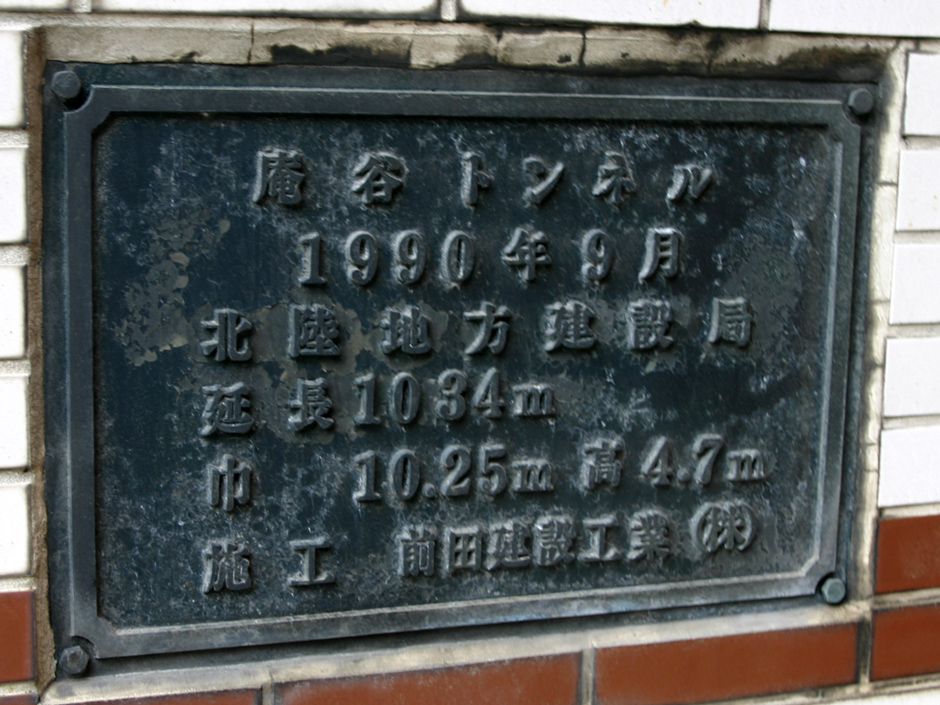 庵谷トンネル
1990年9月
北陸地方建設局
延長1034m
巾 10.25m 高4.7m
施工 前田建設工業㈱